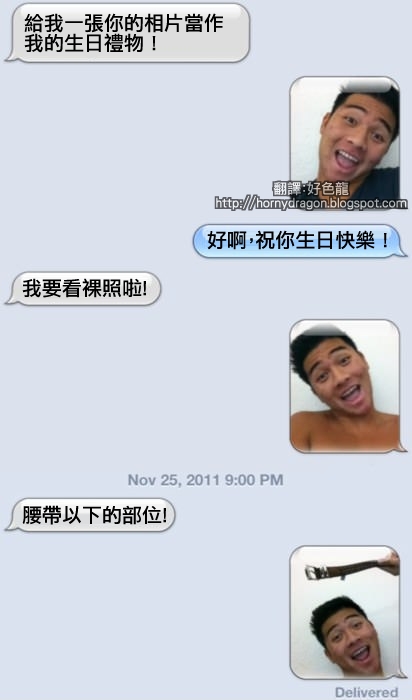 給我一張你的相片當作
我的生日禮物！
翻譯：好色龍
http://hornydragon.blogspot.com
好啊，祝你生日快樂！
我要看裸照啦！
Nov 25, 2011 9:00 PM
腰帶以下的部位！
Delivered